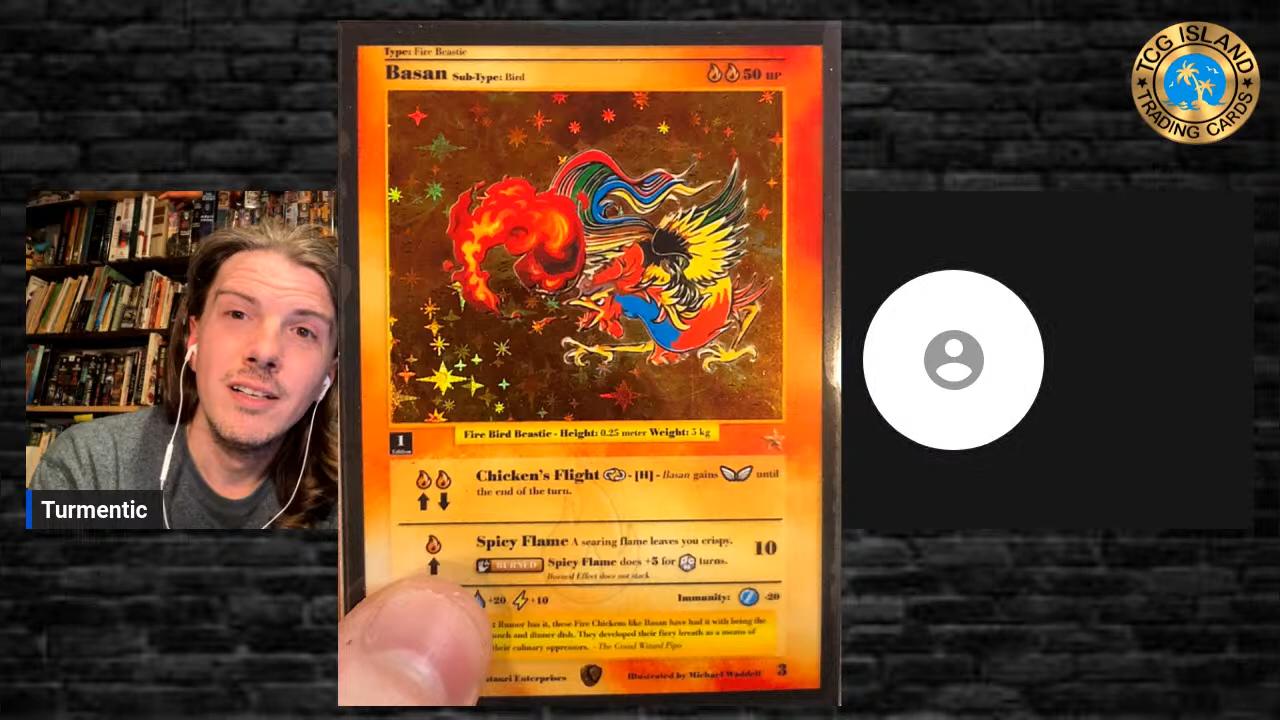 TCG ISLAND
TRADING CARDS
Type: Fire Beastie
Basan Sub-Type: Bird
50 HP
1
Edition
Fire Bird Beastie - Height: 0.25 meter Weight: 5 kg
Chicken's Flight - [H] - Basan gains until
the end of the turn.
Spicy Flame A searing flame leaves you crispy.
10
BURNED Spicy Flame does +5 for turns.
Burned Effect does not stack
+20 +10 Immunity: -20
: Rumor has it, these Fire Chickens like Basan have had it with being the
and dinner dish. They developed their fiery breath as a means of
their culinary oppressors. - The Grand Wizard Pipo
Enterprises
Illustrated by Michael Waddell
3
Turmentic